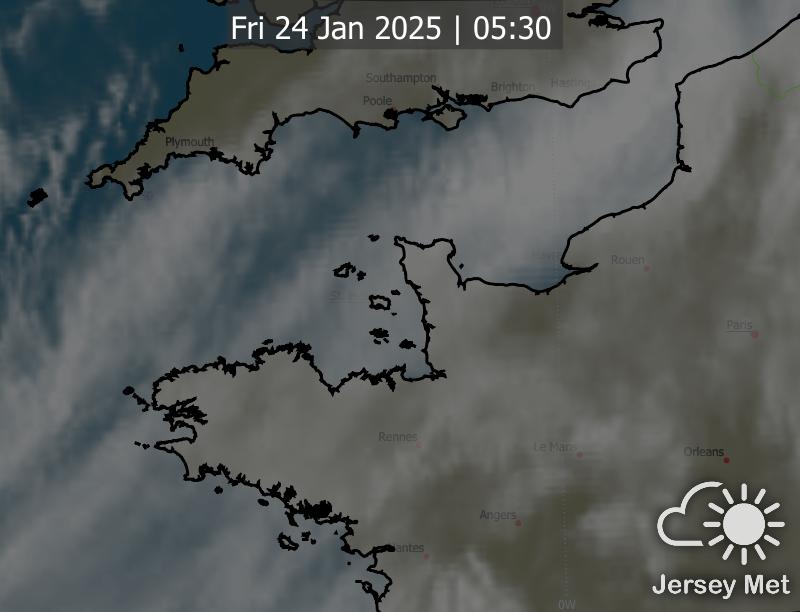 Fri 24 Jan 2025 | 05:30
Southampton
Brighton
Hastings
Poole
Plymouth
Rouen
Paris
Rennes
Le Mans
Orleans
Angers
Nantes
0W
Jersey Met